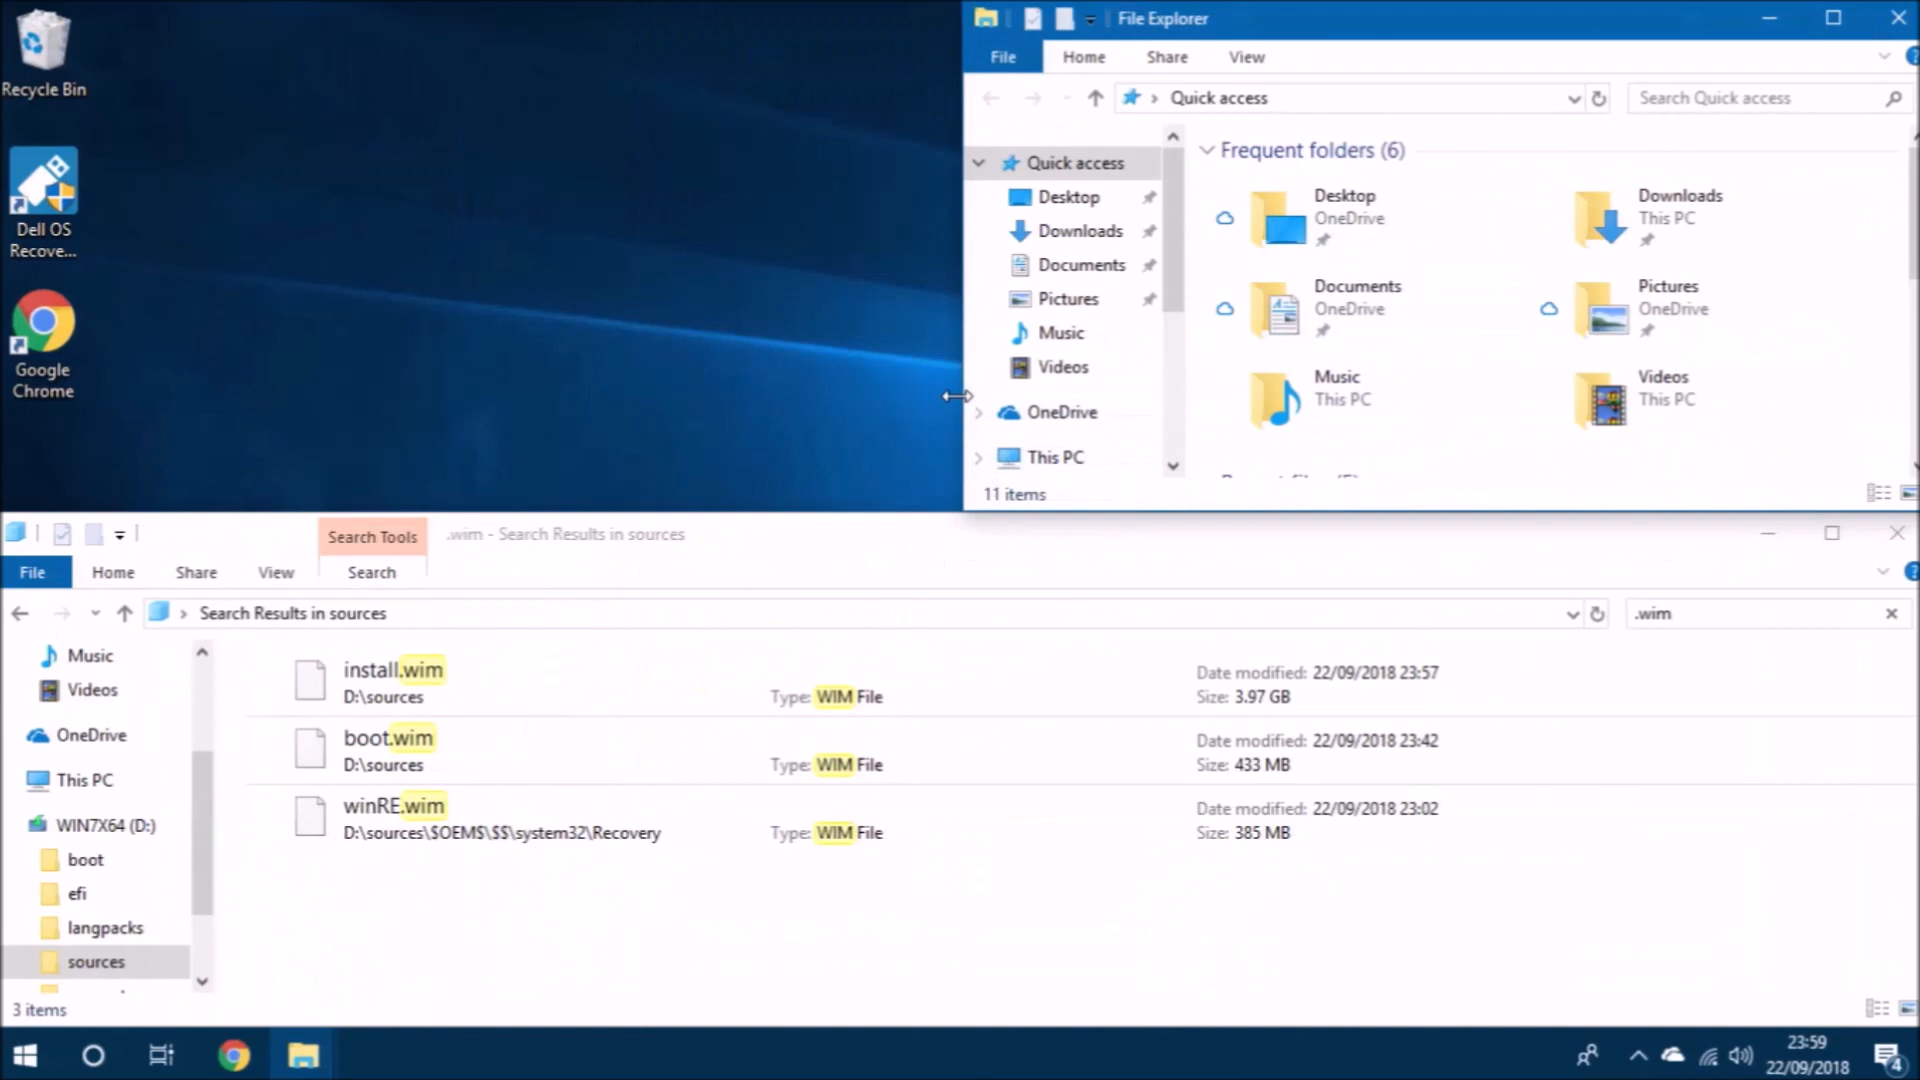 Recycle Bin
Dell OS
Recove...
Google
Chrome
File Explorer
File Home Share View
Quick access
Search Quick access
Quick access
Desktop
Downloads
Documents
Pictures
Music
Videos
OneDrive
This PC
Frequent folders (6)
Desktop
OneDrive
Downloads
This PC
Documents
OneDrive
Pictures
OneDrive
Music
This PC
Videos
This PC
11 items
Search Tools
.wim - Search Results in sources
File Home Share View Search
Search Results in sources
.wim
Music
Videos
OneDrive
This PC
WIN7X64 (D:)
boot
efi
langpacks
sources
install.wim
D:\sources
Type: WIM File
Date modified: 22/09/2018 23:57
Size: 3.97 GB
boot.wim
D:\sources
Type: WIM File
Date modified: 22/09/2018 23:42
Size: 433 MB
winRE.wim
D:\sources\$OEM$\$$\system32\Recovery
Type: WIM File
Date modified: 22/09/2018 23:02
Size: 385 MB
3 items
23:59
22/09/2018
4